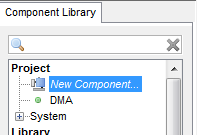 Component Library
Project
New Component...
DMA
System
Library